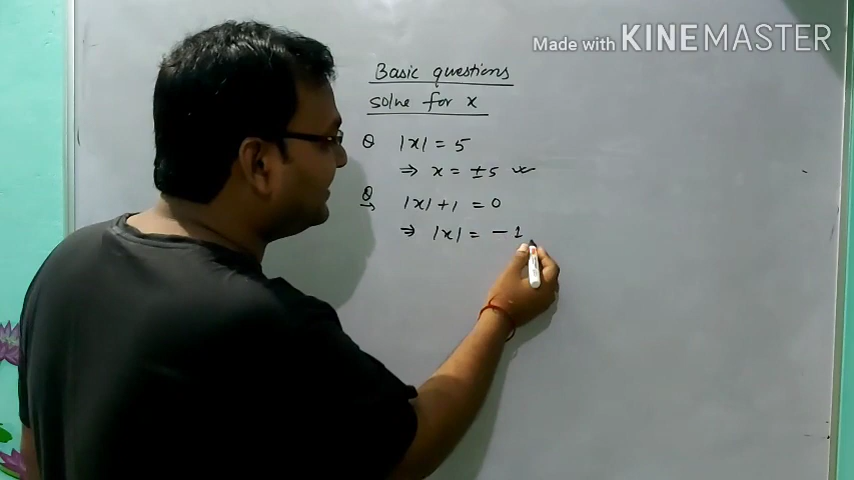 Made with KINEMASTER
Basic questions
solve for x
Q |x| = 5
⇒ x = ±5
Q |x| + 1 = 0
→
⇒ |x| = -1